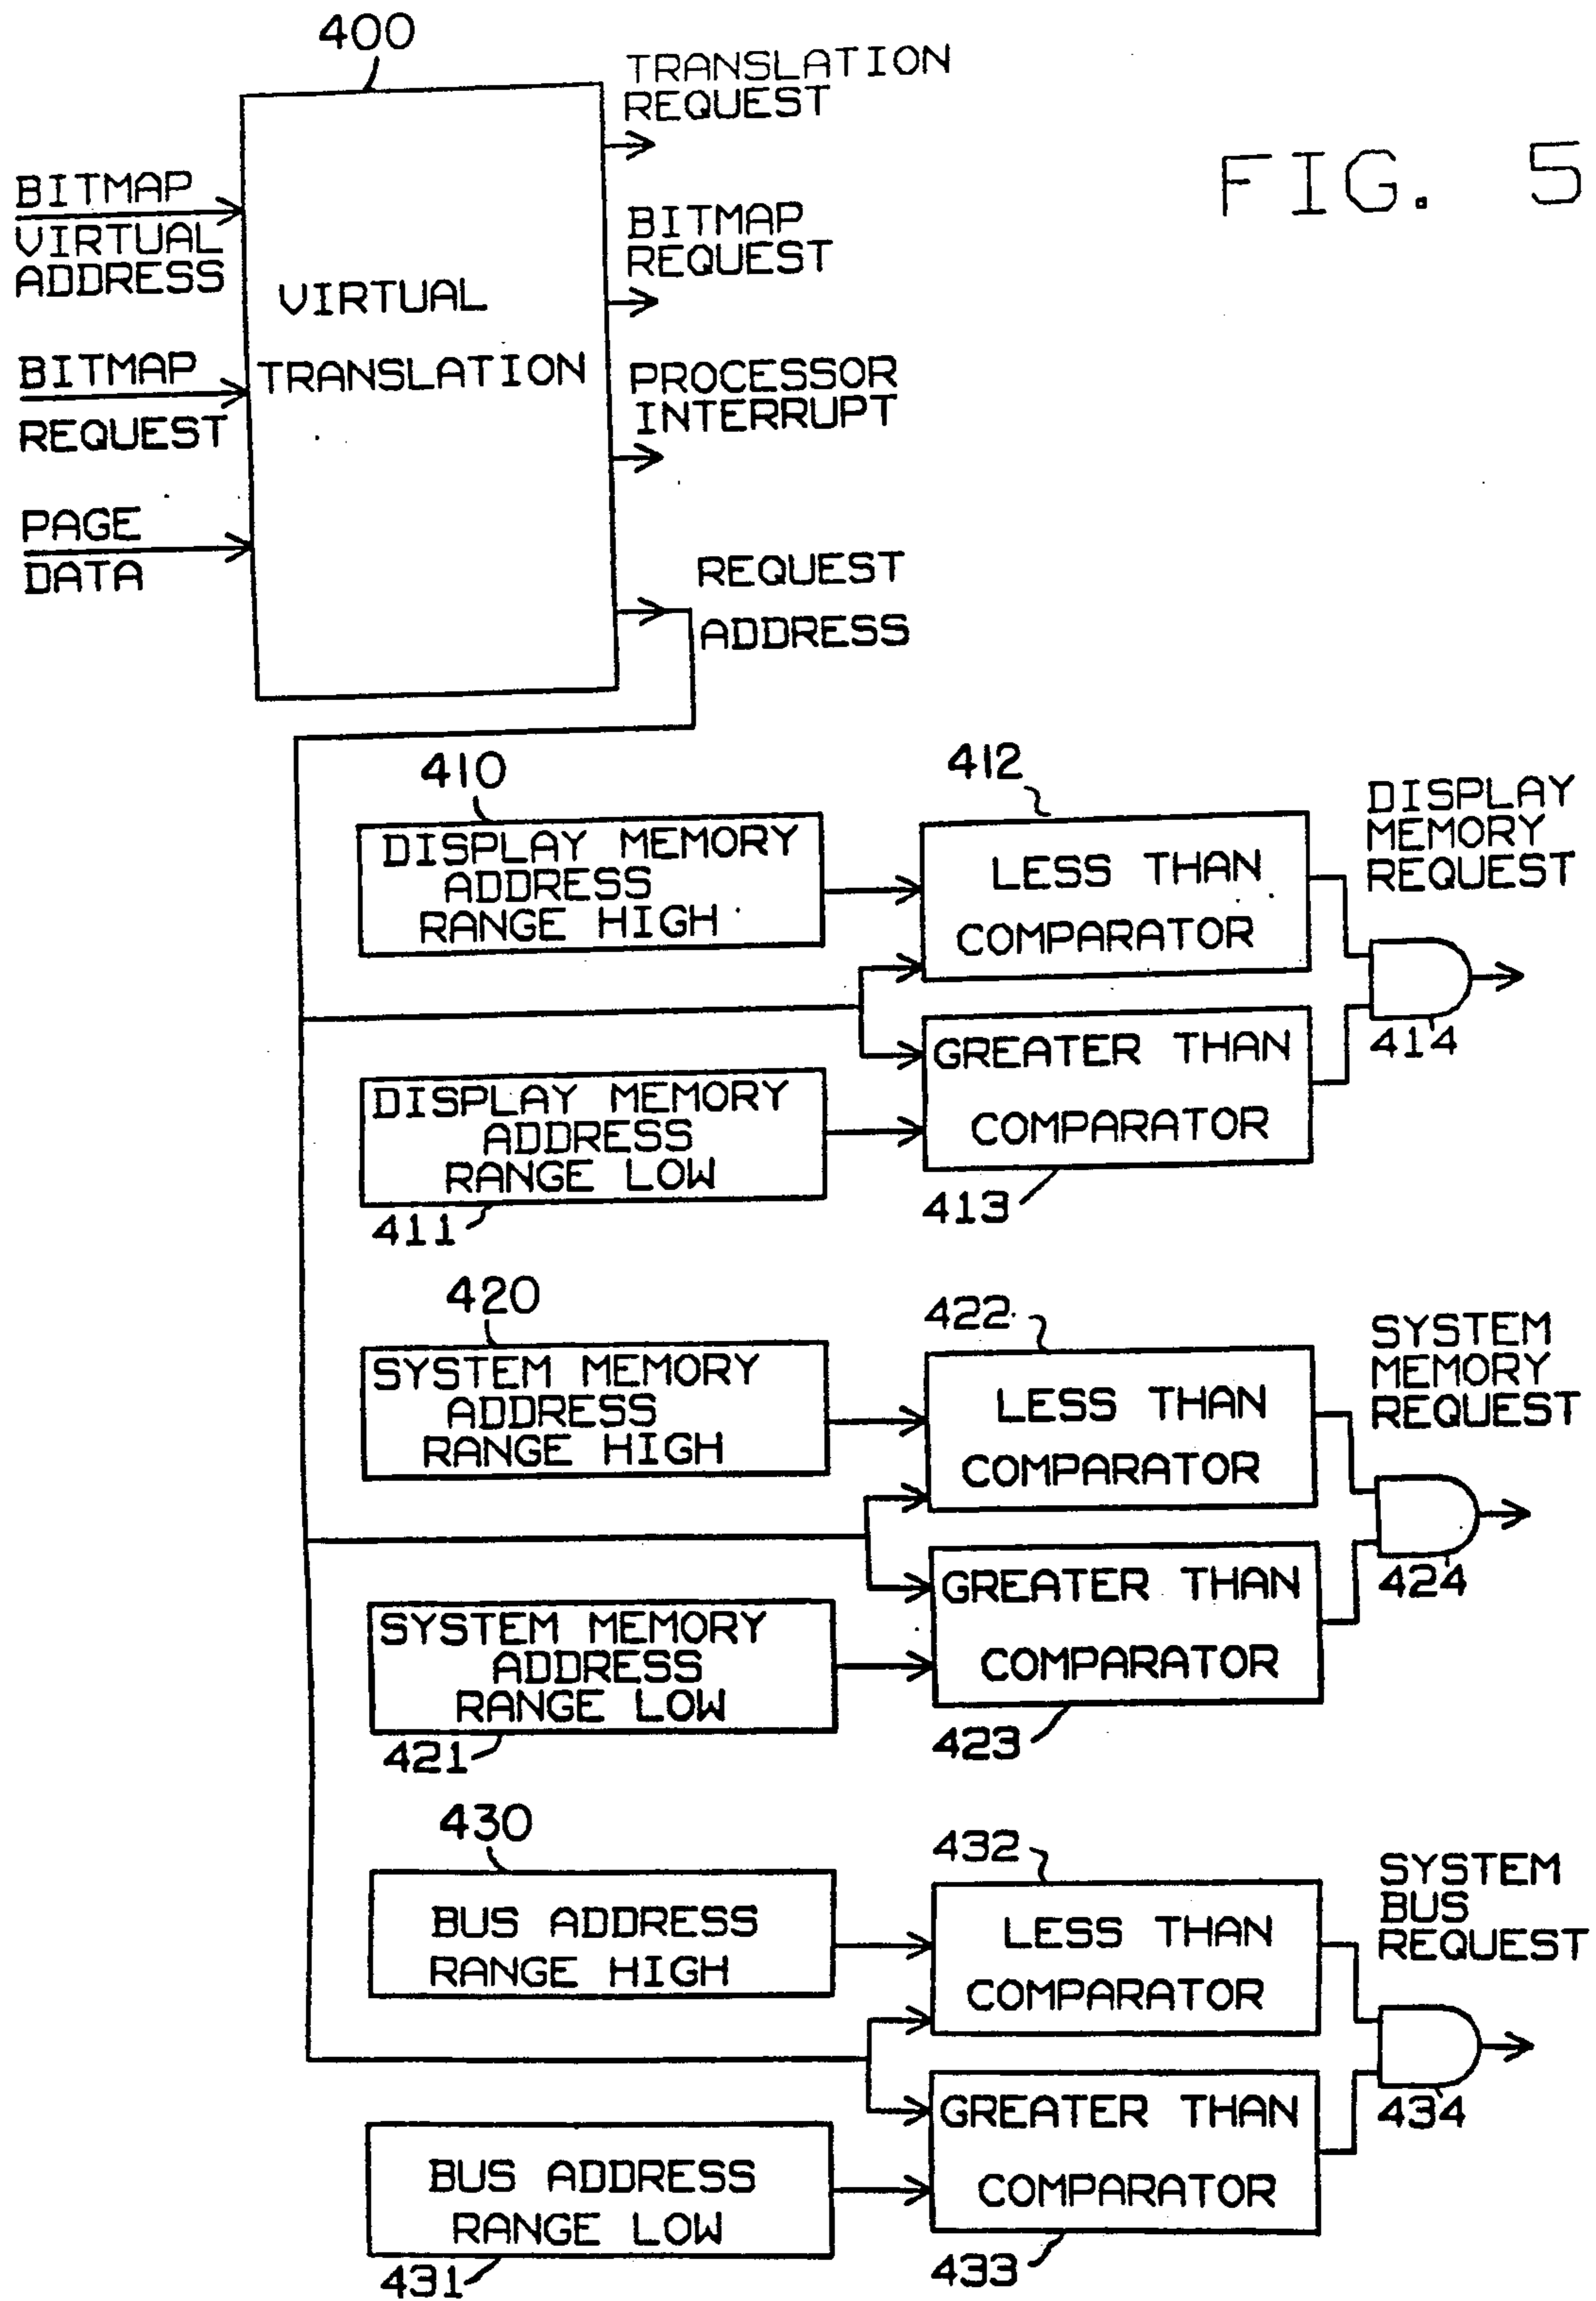 400
TRANSLATION
REQUEST
FIG. 5
BITMAP
VIRTUAL
ADDRESS
BITMAP
REQUEST
VIRTUAL
TRANSLATION
BITMAP
REQUEST
PROCESSOR
INTERRUPT
PAGE
DATA
REQUEST
ADDRESS
410
DISPLAY MEMORY
ADDRESS
RANGE HIGH
412
LESS THAN
COMPARATOR
DISPLAY
MEMORY
REQUEST
414
GREATER THAN
COMPARATOR
413
DISPLAY MEMORY
ADDRESS
RANGE LOW
411
420
SYSTEM MEMORY
ADDRESS
RANGE HIGH
422
LESS THAN
COMPARATOR
SYSTEM
MEMORY
REQUEST
424
GREATER THAN
COMPARATOR
423
SYSTEM MEMORY
ADDRESS
RANGE LOW
421
430
BUS ADDRESS
RANGE HIGH
432
LESS THAN
COMPARATOR
SYSTEM
BUS
REQUEST
434
GREATER THAN
COMPARATOR
433
BUS ADDRESS
RANGE LOW
431